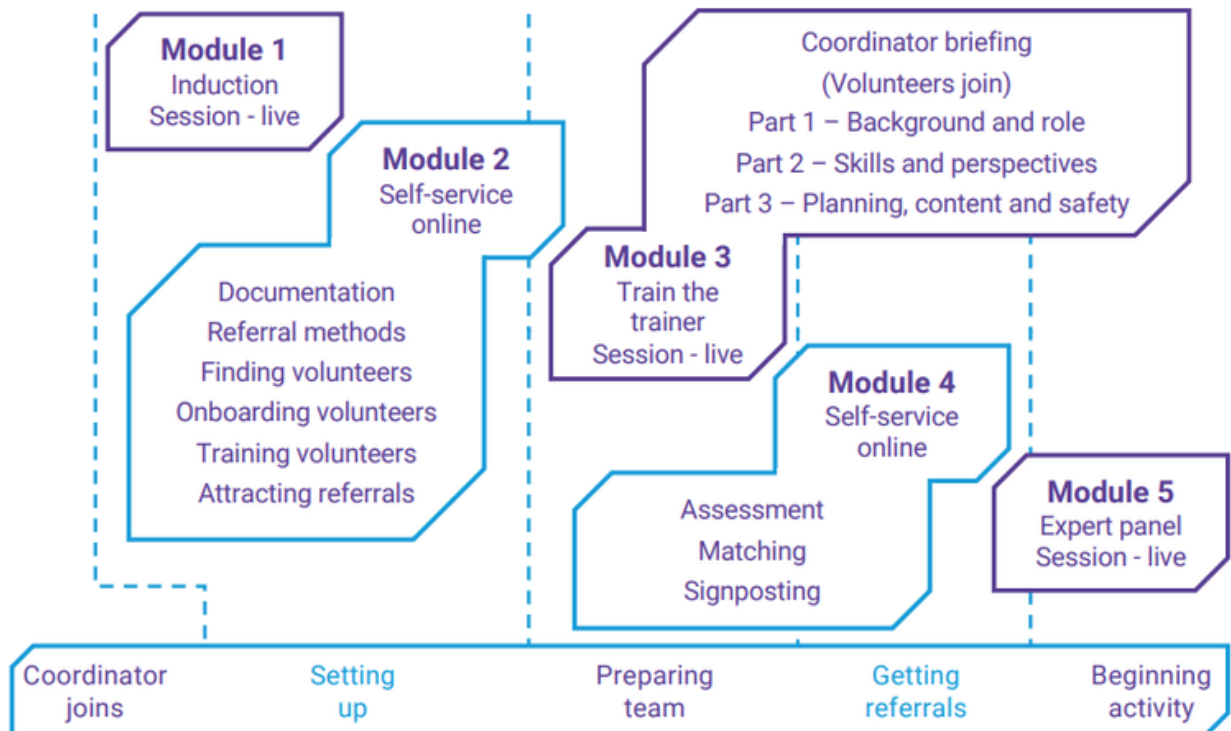 Module 1
Induction
Session - live
Module 2
Self-service
online
Documentation
Referral methods
Finding volunteers
Onboarding volunteers
Training volunteers
Attracting referrals
Coordinator briefing
(Volunteers join)
Part 1 – Background and role
Part 2 – Skills and perspectives
Part 3 – Planning, content and safety
Module 3
Train the
trainer
Session - live
Module 4
Self-service
online
Assessment
Matching
Signposting
Module 5
Expert panel
Session - live
Coordinator
joins
Setting
up
Preparing
team
Getting
referrals
Beginning
activity